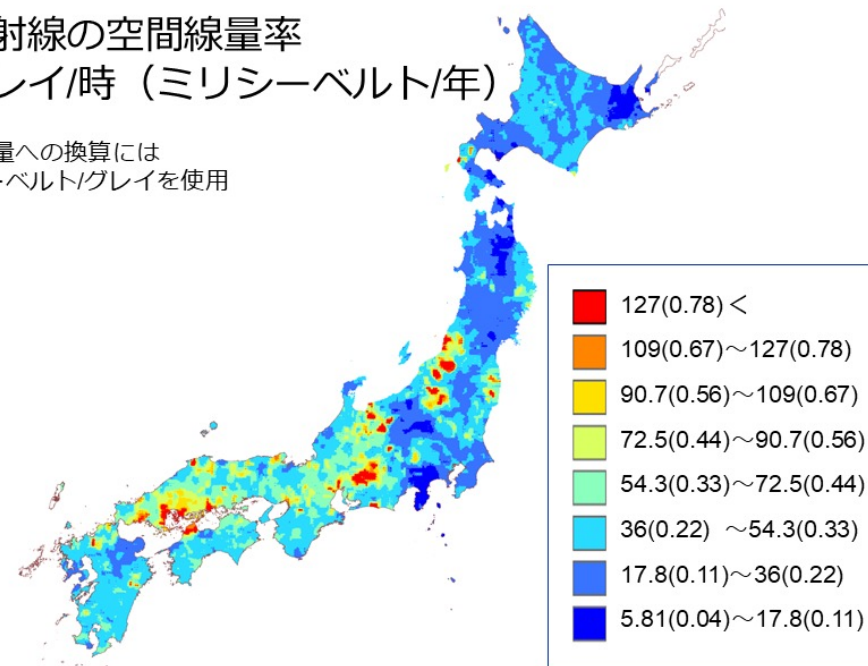 射線の空間線量率
レイ/時（ミリシーベルト/年）
量への換算には
ーベルト/グレイを使用
127(0.78)＜
109(0.67)～127(0.78)
90.7(0.56)～109(0.67)
72.5(0.44)～90.7(0.56)
54.3(0.33)～72.5(0.44)
36(0.22) ～54.3(0.33)
17.8(0.11)～36(0.22)
5.81(0.04)～17.8(0.11)